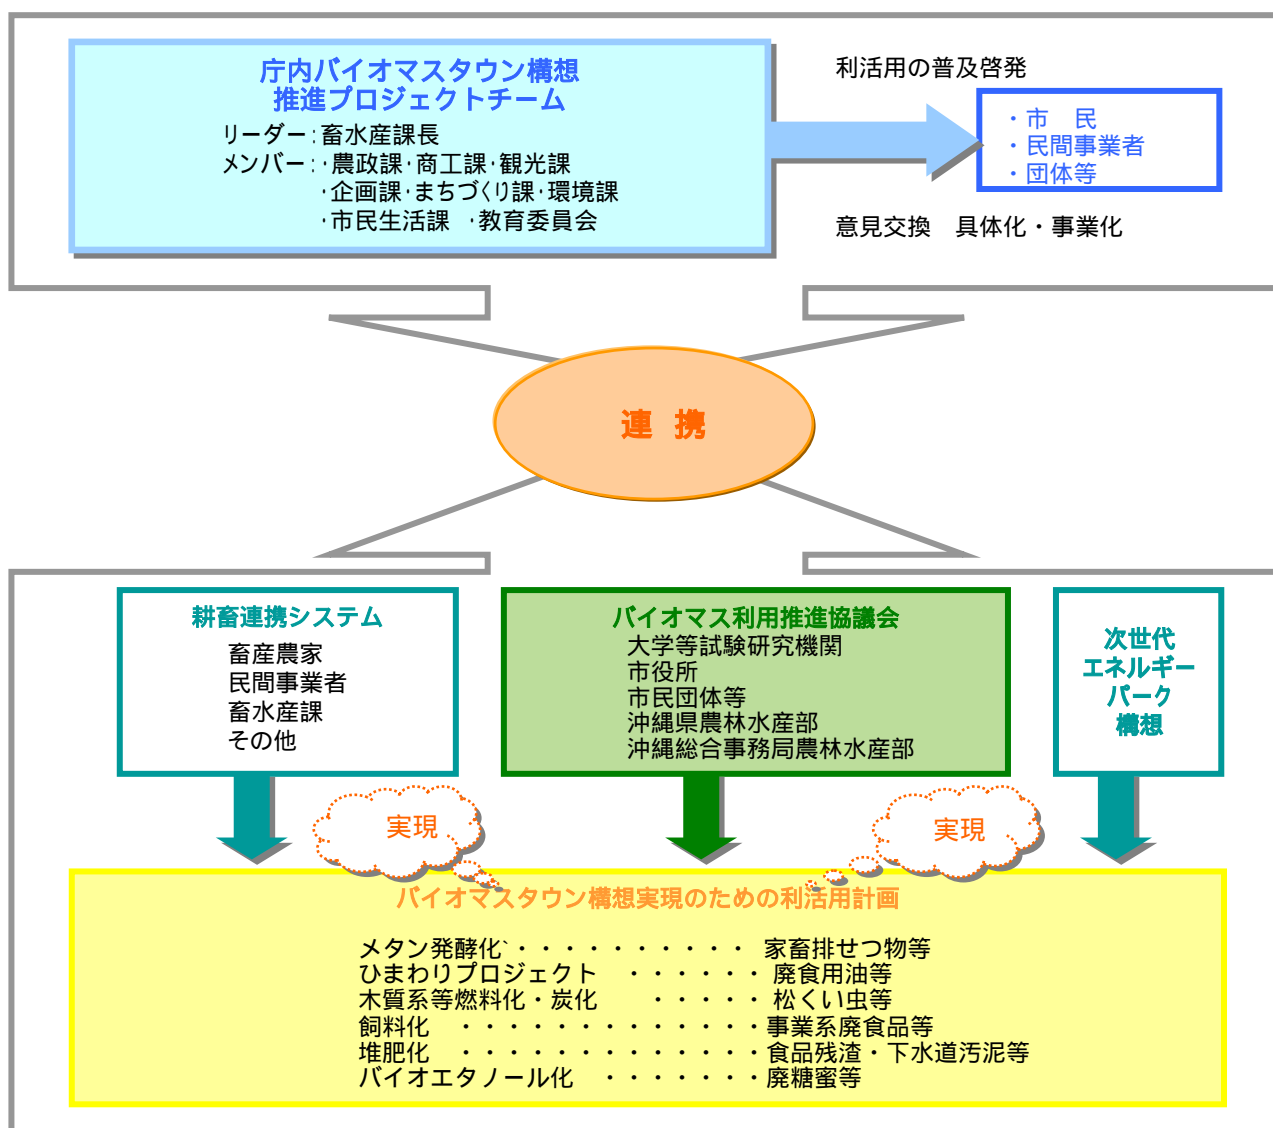 庁内バイオマスタウン構想
推進プロジェクトチーム
リーダー:畜水産課長
メンバー:・農政課・商工課・観光課
・企画課・まちづくり課・環境課
・市民生活課 ・教育委員会
利活用の普及啓発
・市 民
・民間事業者
・団体等
意見交換 具体化・事業化
連 携
耕畜連携システム
畜産農家
民間事業者
畜水産課
その他
バイオマス利用推進協議会
大学等試験研究機関
市役所
市民団体等
沖縄県農林水産部
沖縄総合事務局農林水産部
次世代
エネルギー
パーク
構想
実現
実現
バイオマスタウン構想実現のための利活用計画
メタン発酵化`・・・・・・・・・・ 家畜排せつ物等
ひまわりプロジェクト ・・・・・・廃食用油等
木質系等燃料化・炭化 ・・・・・松くい虫等
飼料化 ・・・・・・・・・・・・・事業系廃食品等
堆肥化 ・・・・・・・・・・・・・食品残渣・下水道汚泥等
バイオエタノール化 ・・・・・・・廃糖蜜等